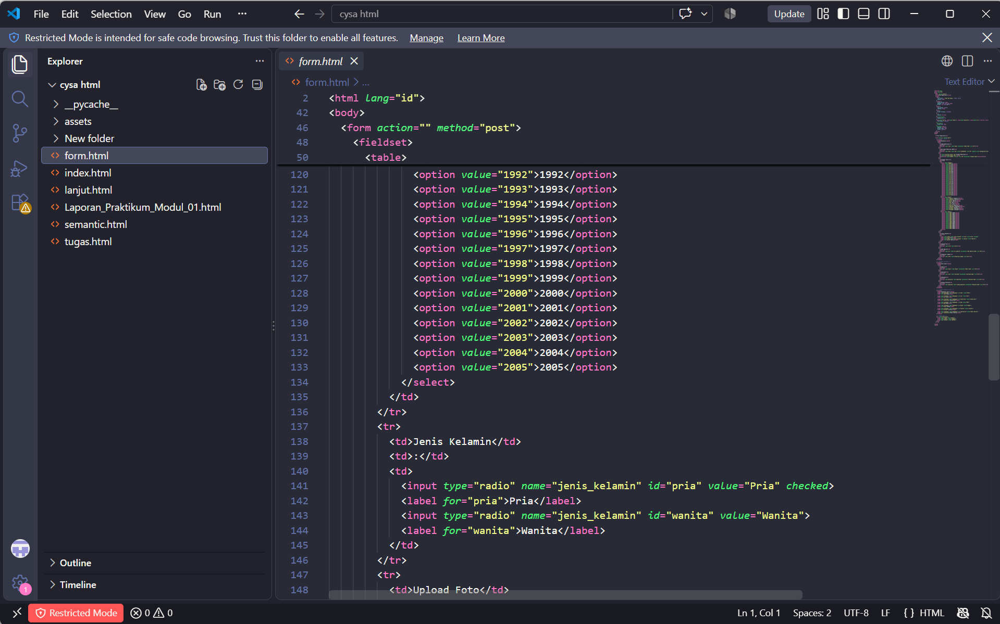 File Edit Selection View Go Run ··· cysa html Update
Restricted Mode is intended for safe code browsing. Trust this folder to enable all features. Manage Learn More
Explorer
cysa html
__pycache__
assets
New folder
form.html
index.html
lanjut.html
Laporan_Praktikum_Modul_01.html
semantic.html
tugas.html
Outline
Timeline
1
form.html
form.html > ...
Text Editor
2 <html lang="id">
42 <body>
46 <form action="" method="post">
48 <fieldset>
50 <table>
120 <option value="1992">1992</option>
121 <option value="1993">1993</option>
122 <option value="1994">1994</option>
123 <option value="1995">1995</option>
124 <option value="1996">1996</option>
125 <option value="1997">1997</option>
126 <option value="1998">1998</option>
127 <option value="1999">1999</option>
128 <option value="2000">2000</option>
129 <option value="2001">2001</option>
130 <option value="2002">2002</option>
131 <option value="2003">2003</option>
132 <option value="2004">2004</option>
133 <option value="2005">2005</option>
134 </select>
135 </td>
136 </tr>
137 <tr>
138 <td>Jenis Kelamin</td>
139 <td>:</td>
140 <td>
141 <input type="radio" name="jenis_kelamin" id="pria" value="Pria" checked>
142 <label for="pria">Pria</label>
143 <input type="radio" name="jenis_kelamin" id="wanita" value="Wanita">
144 <label for="wanita">Wanita</label>
145 </td>
146 </tr>
147 <tr>
148 <td>Upload Foto</td>
Restricted Mode 0 0 Ln 1, Col 1 Spaces: 2 UTF-8 LF { } HTML